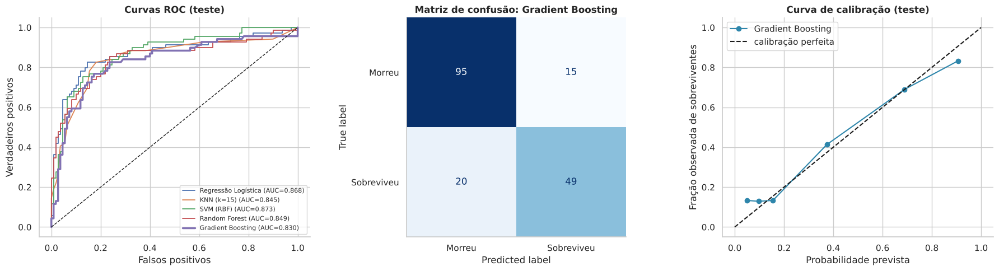 Curvas ROC (teste)
Verdadeiros positivos
1.0
0.8
0.6
0.4
0.2
0.0
Regressão Logística (AUC=0.868)
KNN (k=15) (AUC=0.845)
SVM (RBF) (AUC=0.873)
Random Forest (AUC=0.849)
Gradient Boosting (AUC=0.830)
0.0 0.2 0.4 0.6 0.8 1.0
Falsos positivos
Matriz de confusão: Gradient Boosting
True label
Morreu 95 15
Sobreviveu 20 49
Morreu Sobreviveu
Predicted label
Curva de calibração (teste)
Fração observada de sobreviventes
Gradient Boosting
calibração perfeita
1.0
0.8
0.6
0.4
0.2
0.0
0.0 0.2 0.4 0.6 0.8 1.0
Probabilidade prevista